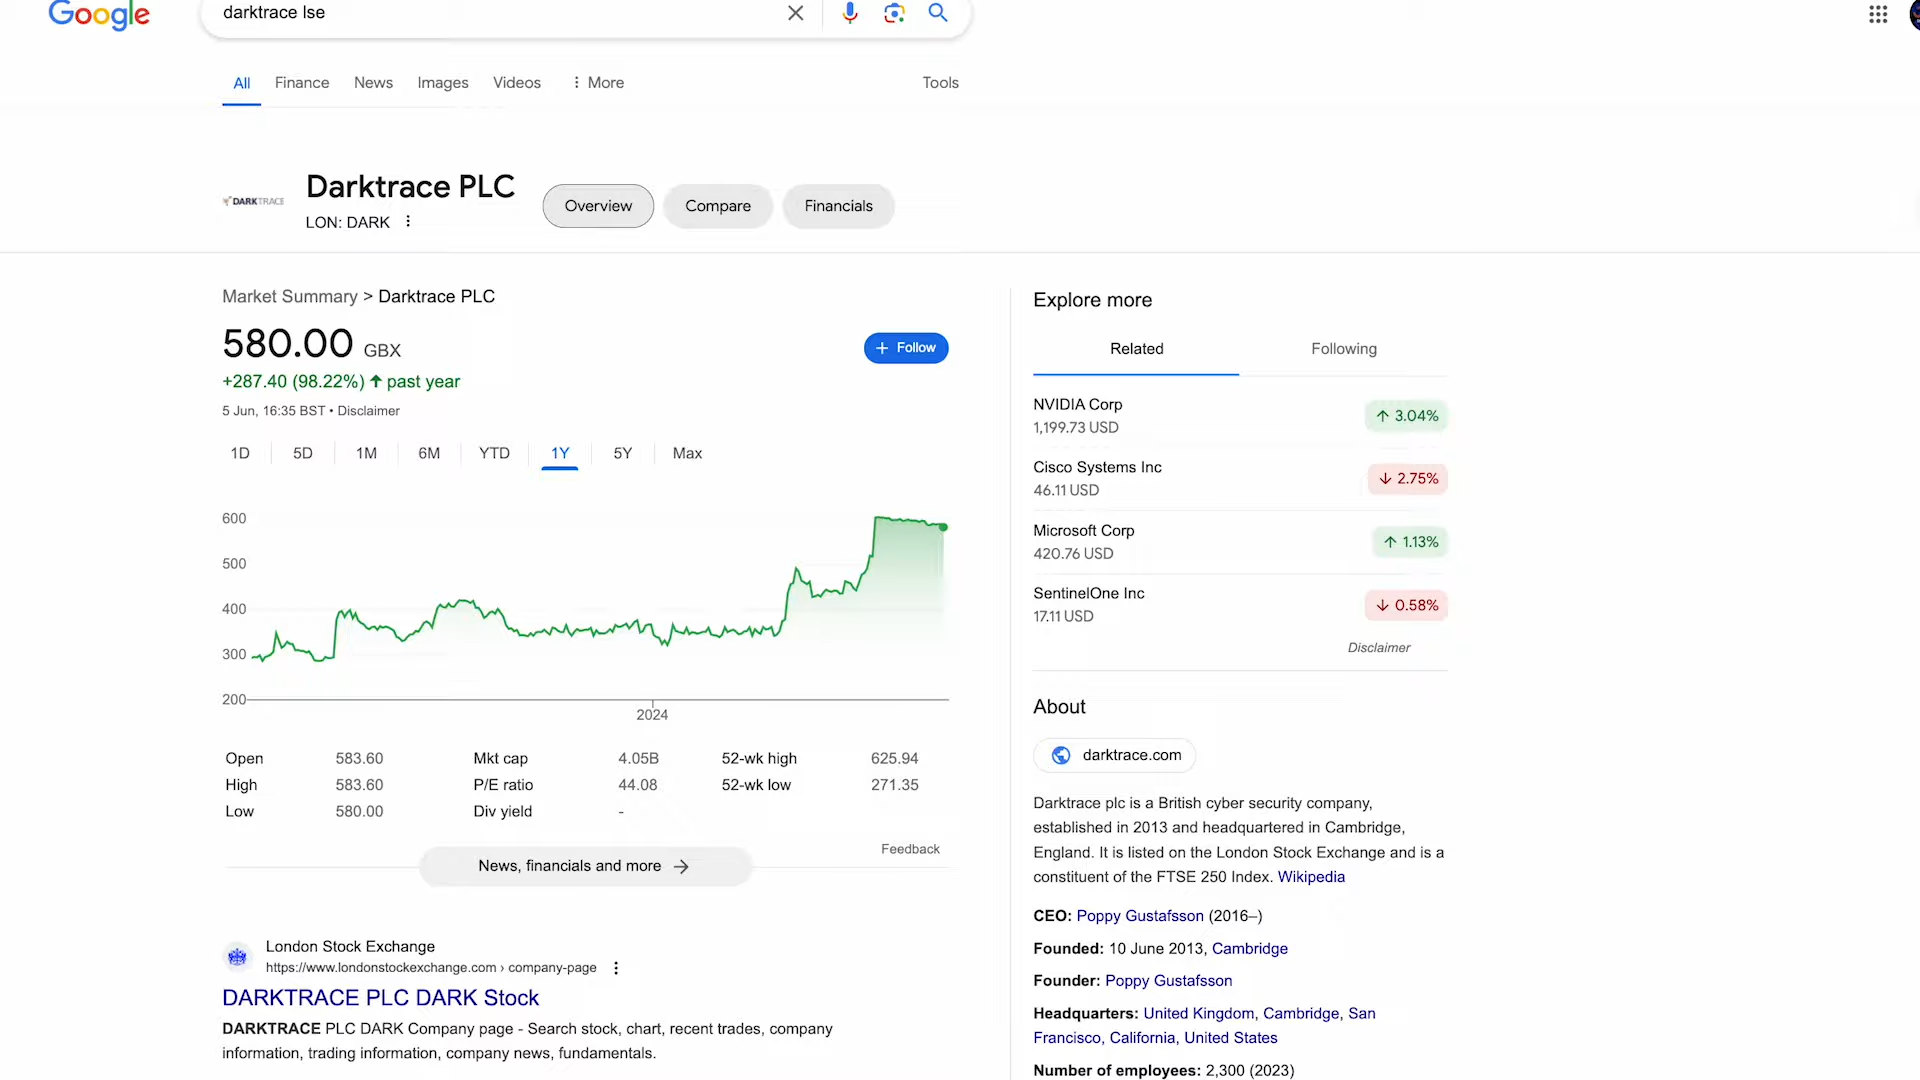 Google
darktrace lse
All Finance News Images Videos More Tools
DARKTRACE
Darktrace PLC
LON: DARK
Overview Compare Financials
Market Summary > Darktrace PLC
580.00 GBX
+ Follow
+287.40 (98.22%) ↑ past year
5 Jun, 16:35 BST • Disclaimer
1D 5D 1M 6M YTD 1Y 5Y Max
600
500
400
300
200
2024
Open 583.60 Mkt cap 4.05B 52-wk high 625.94
High 583.60 P/E ratio 44.08 52-wk low 271.35
Low 580.00 Div yield -
Feedback
News, financials and more →
London Stock Exchange
https://www.londonstockexchange.com › company-page
DARKTRACE PLC DARK Stock
DARKTRACE PLC DARK Company page - Search stock, chart, recent trades, company
information, trading information, company news, fundamentals.
Explore more
Related Following
NVIDIA Corp
1,199.73 USD
↑ 3.04%
Cisco Systems Inc
46.11 USD
↓ 2.75%
Microsoft Corp
420.76 USD
↑ 1.13%
SentinelOne Inc
17.11 USD
↓ 0.58%
Disclaimer
About
darktrace.com
Darktrace plc is a British cyber security company,
established in 2013 and headquartered in Cambridge,
England. It is listed on the London Stock Exchange and is a
constituent of the FTSE 250 Index. Wikipedia
CEO: Poppy Gustafsson (2016–)
Founded: 10 June 2013, Cambridge
Founder: Poppy Gustafsson
Headquarters: United Kingdom, Cambridge, San
Francisco, California, United States
Number of employees: 2,300 (2023)